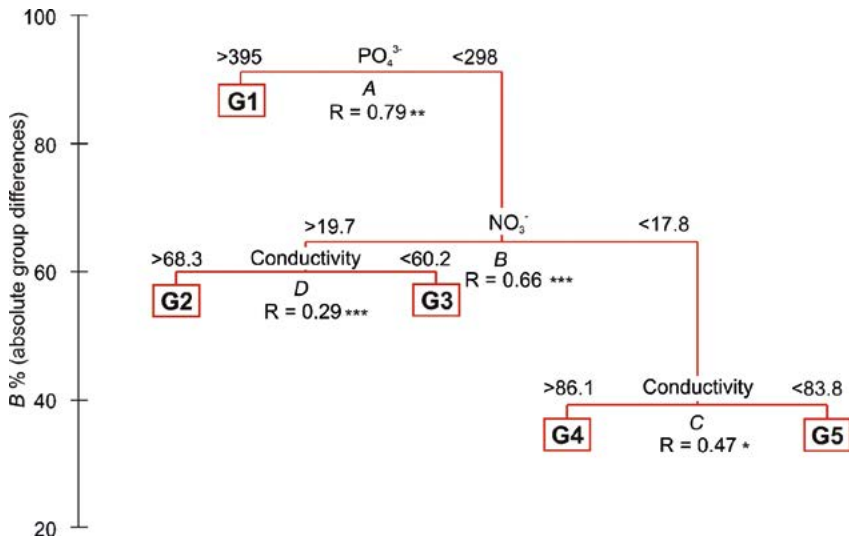 100
80
60
40
20
B % (absolute group differences)
>395 PO₄³⁻ <298
G1
A
R = 0.79 **
>19.7 NO₃⁻ <17.8
B
R = 0.66 ***
>68.3 Conductivity <60.2
G2
D
R = 0.29 ***
G3
>86.1 Conductivity <83.8
G4
C
R = 0.47 *
G5